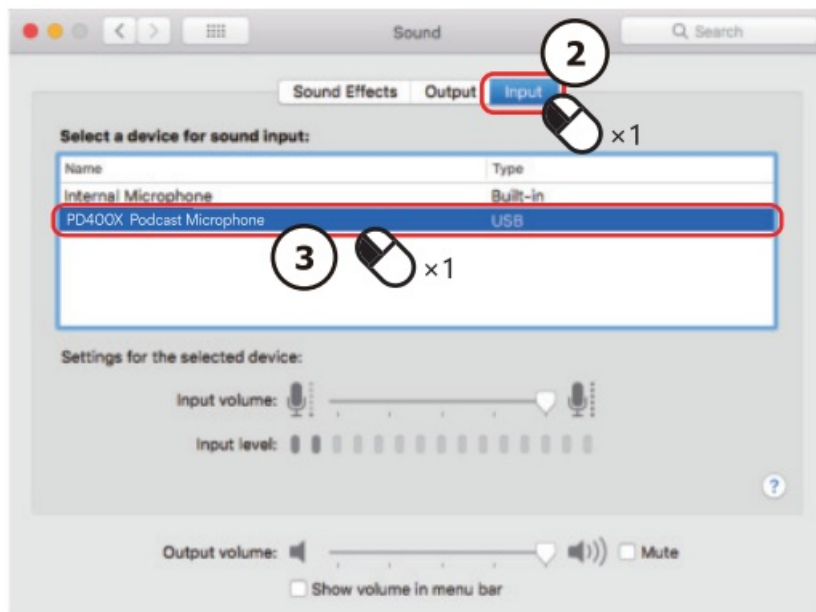 Sound
Search
2
Sound Effects Output Input
×1
Select a device for sound input:
Name Type
Internal Microphone Built-in
PD400X Podcast Microphone USB
3
×1
Settings for the selected device:
Input volume:
Input level:
?
Output volume: Mute
Show volume in menu bar